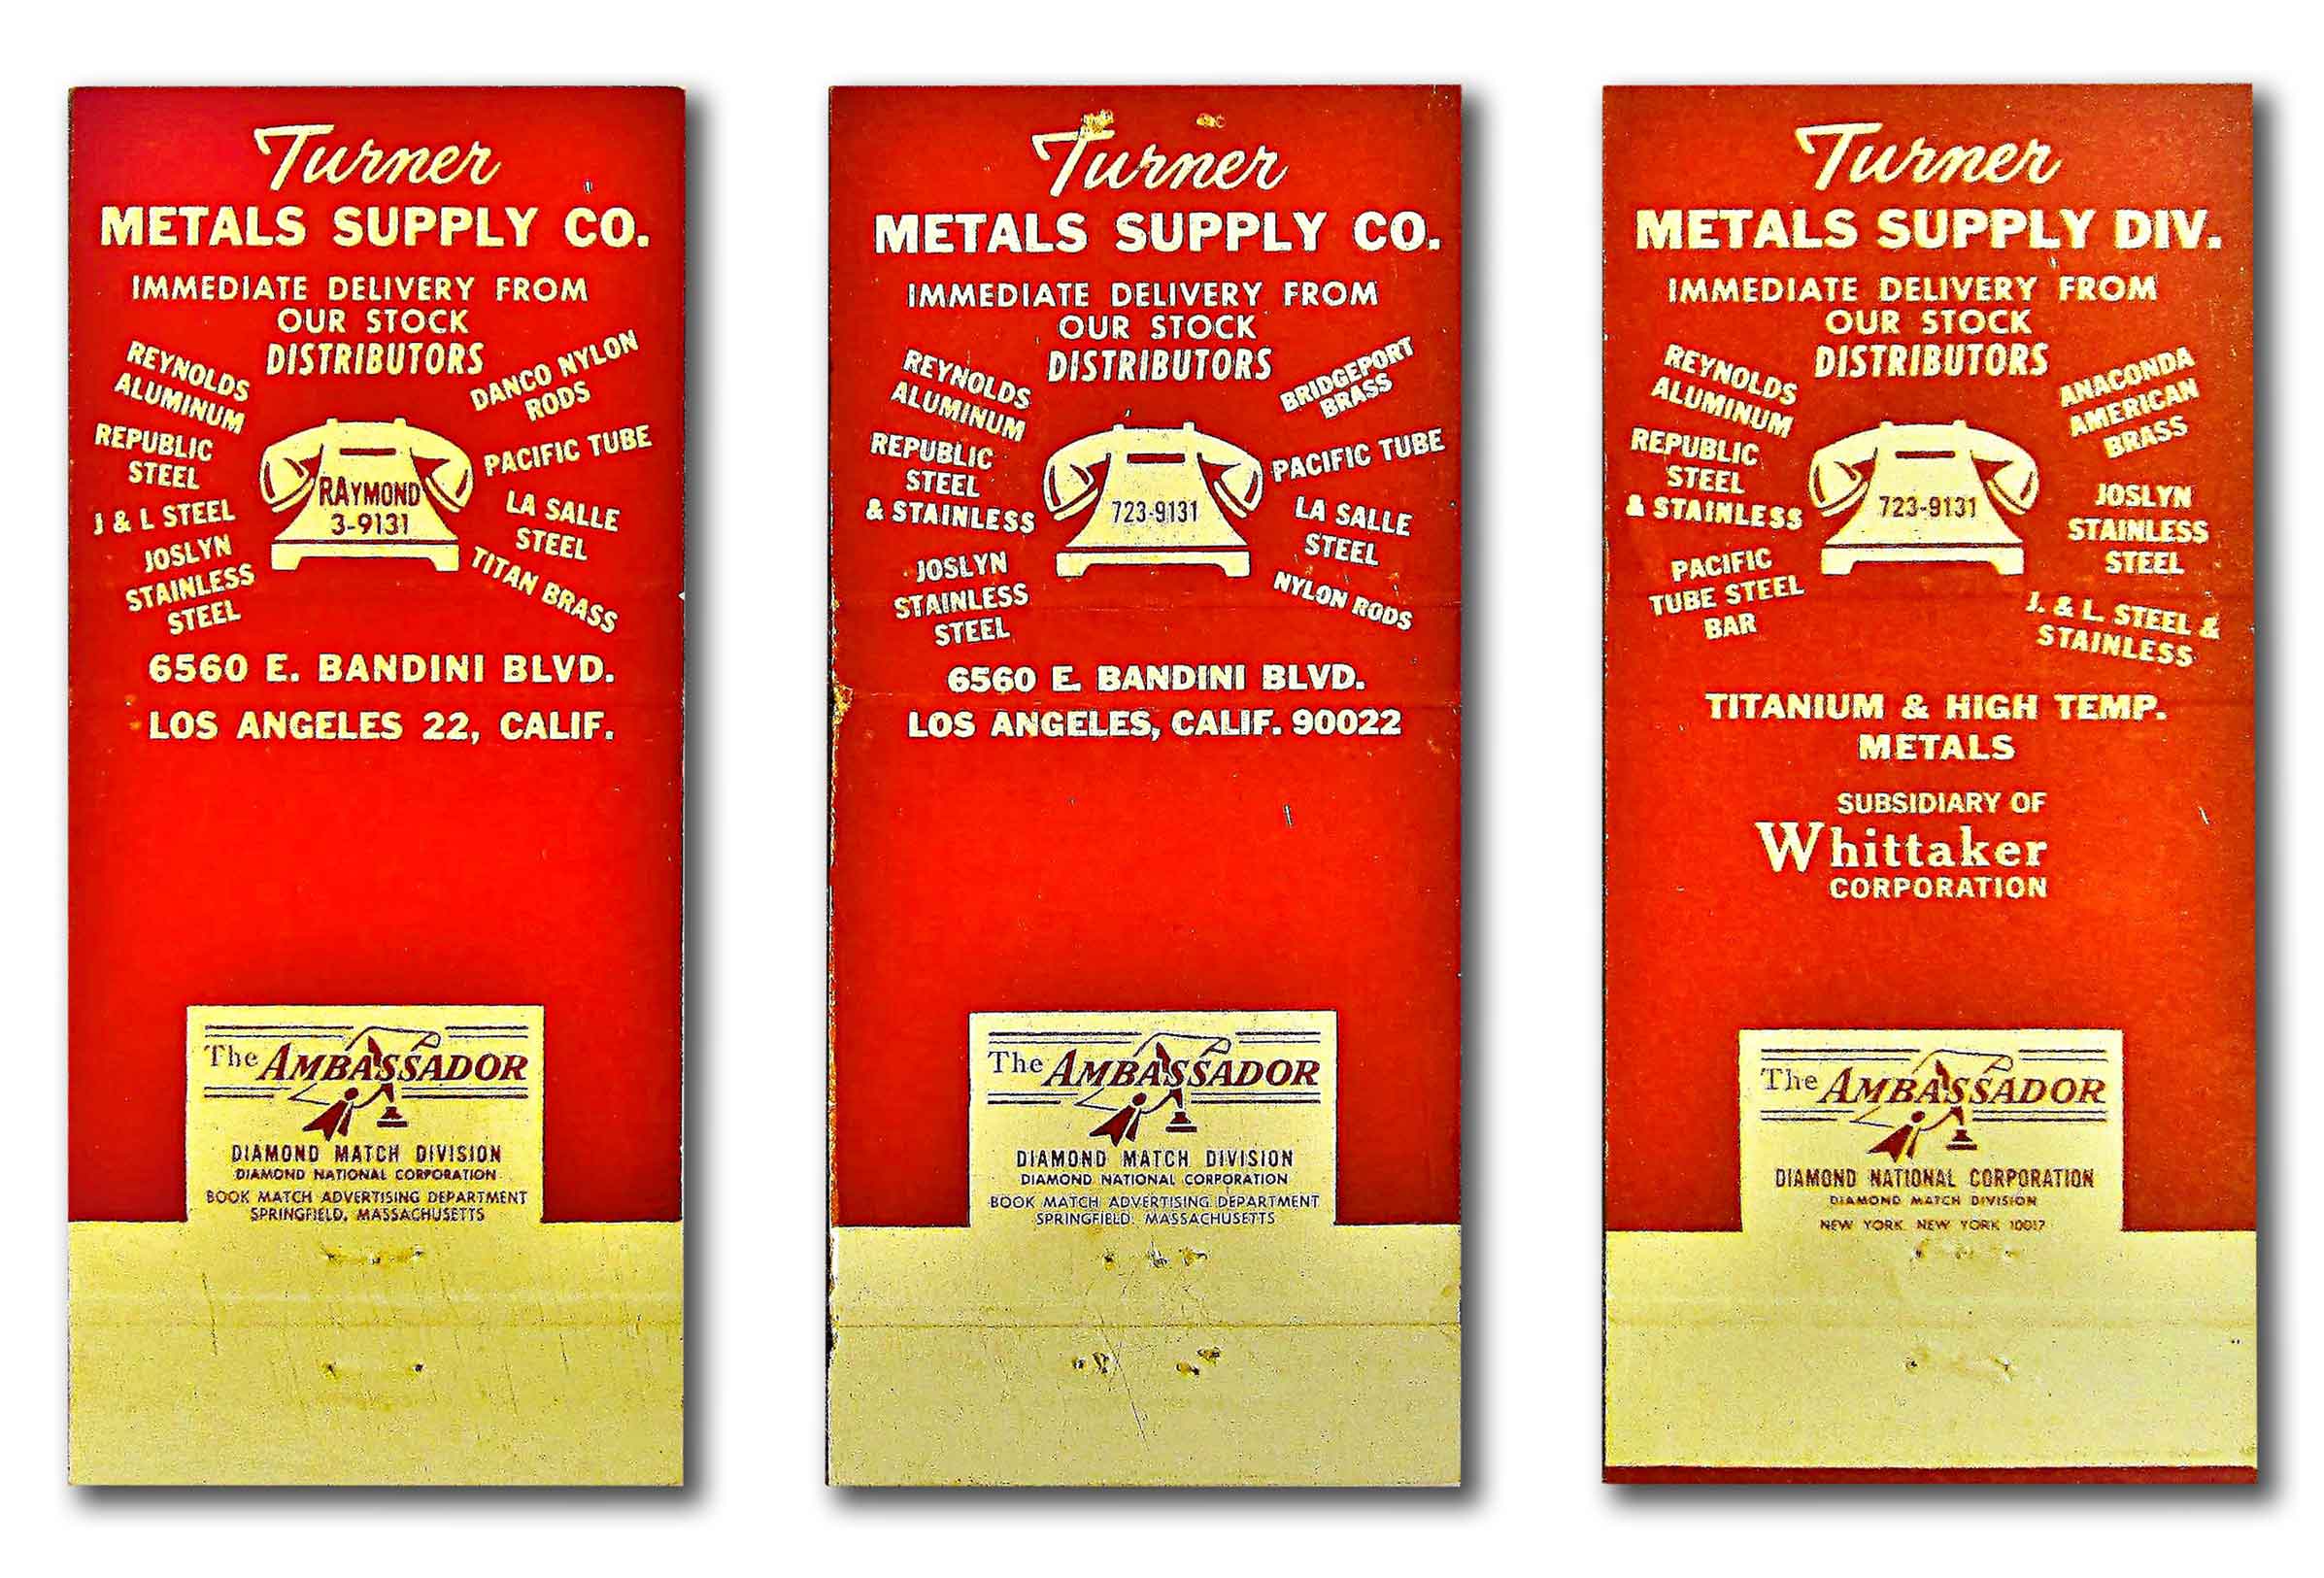 Turner
METALS SUPPLY CO.
IMMEDIATE DELIVERY FROM
OUR STOCK
DISTRIBUTORS
REYNOLDS
ALUMINUM
REPUBLIC
STEEL
J & L STEEL
JOSLYN
STAINLESS
STEEL
RAYMOND
3-9131
DANCO NYLON
RODS
PACIFIC TUBE
LA SALLE
STEEL
TITAN BRASS
6560 E. BANDINI BLVD.
LOS ANGELES 22, CALIF.
The AMBASSADOR
DIAMOND MATCH DIVISION
DIAMOND NATIONAL CORPORATION
BOOK MATCH ADVERTISING DEPARTMENT
SPRINGFIELD, MASSACHUSETTS
Turner
METALS SUPPLY CO.
IMMEDIATE DELIVERY FROM
OUR STOCK
DISTRIBUTORS
REYNOLDS
ALUMINUM
REPUBLIC
STEEL
& STAINLESS
JOSLYN
STAINLESS
STEEL
723-9131
BRIDGEPORT
BRASS
PACIFIC TUBE
LA SALLE
STEEL
NYLON RODS
6560 E. BANDINI BLVD.
LOS ANGELES, CALIF. 90022
The AMBASSADOR
DIAMOND MATCH DIVISION
DIAMOND NATIONAL CORPORATION
BOOK MATCH ADVERTISING DEPARTMENT
SPRINGFIELD, MASSACHUSETTS
Turner
METALS SUPPLY DIV.
IMMEDIATE DELIVERY FROM
OUR STOCK
DISTRIBUTORS
REYNOLDS
ALUMINUM
REPUBLIC
STEEL
& STAINLESS
PACIFIC
TUBE STEEL
BAR
723-9131
ANACONDA
AMERICAN
BRASS
JOSLYN
STAINLESS
STEEL
J. & L. STEEL &
STAINLESS
TITANIUM & HIGH TEMP.
METALS
SUBSIDIARY OF
Whittaker
CORPORATION
The AMBASSADOR
DIAMOND NATIONAL CORPORATION
DIAMOND MATCH DIVISION
NEW YORK, NEW YORK 10017